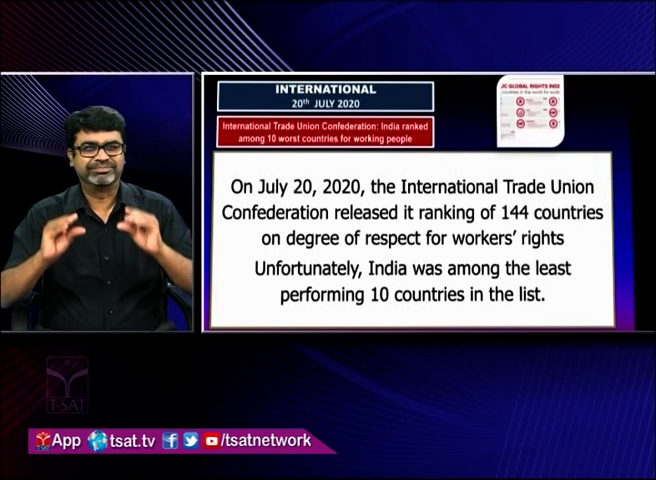 INTERNATIONAL
20th JULY 2020
International Trade Union Confederation: India ranked
among 10 worst countries for working people
On July 20, 2020, the International Trade Union
Confederation released it ranking of 144 countries
on degree of respect for workers' rights
Unfortunately, India was among the least
performing 10 countries in the list.
T-SAT
App tsat.tv /tsatnetwork